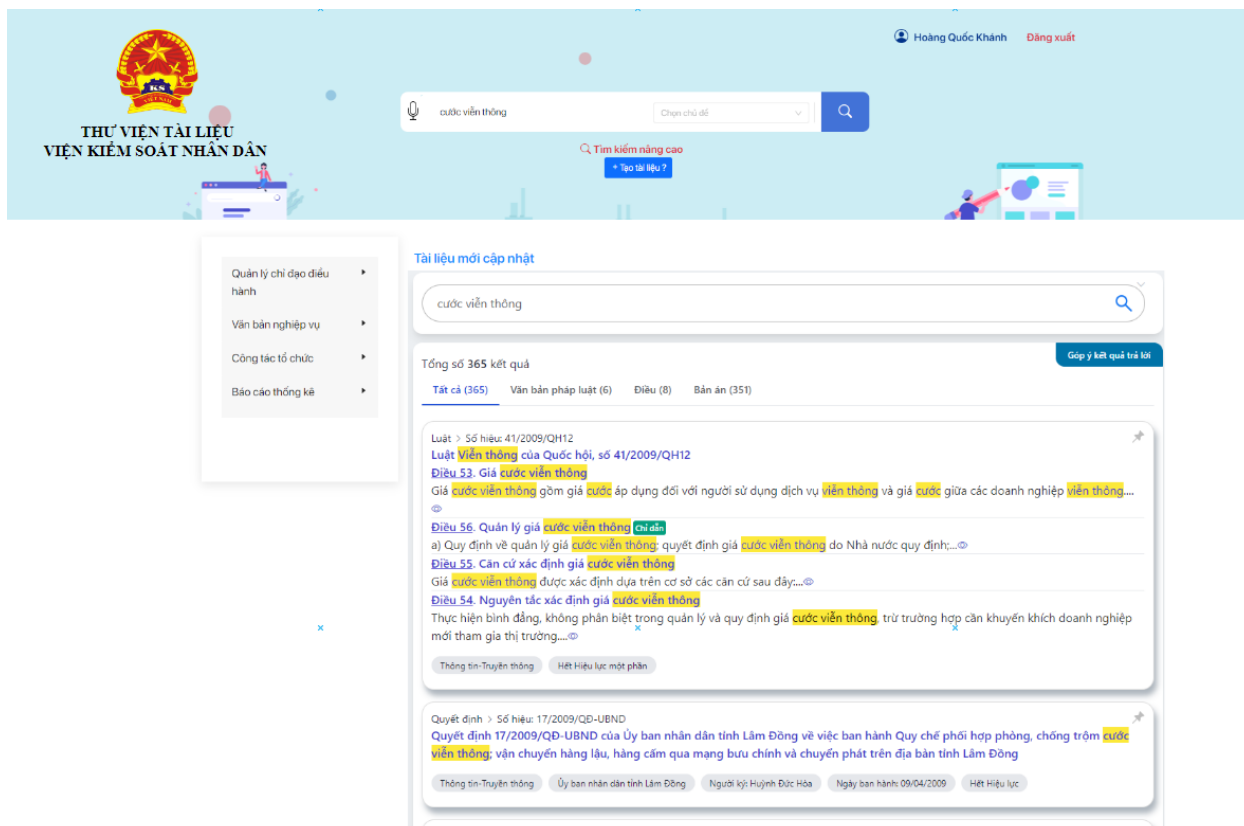 Hoàng Quốc Khánh Đăng xuất
KS
VIỆT NAM
THƯ VIỆN TÀI LIỆU
VIỆN KIỂM SOÁT NHÂN DÂN
cước viễn thông Chọn chủ đề
Tìm kiếm nâng cao
+ Tạo tài liệu ?
Quản lý chỉ đạo điều
hành
Văn bản nghiệp vụ
Công tác tổ chức
Báo cáo thống kê
Tài liệu mới cập nhật
cước viễn thông
Góp ý kết quả trả lời
Tổng số 365 kết quả
Tất cả (365) Văn bản pháp luật (6) Điều (8) Bản án (351)
Luật > Số hiệu: 41/2009/QH12
Luật Viễn thông của Quốc hội, số 41/2009/QH12
Điều 53. Giá cước viễn thông
Giá cước viễn thông gồm giá cước áp dụng đối với người sử dụng dịch vụ viễn thông và giá cước giữa các doanh nghiệp viễn thông....
Điều 56. Quản lý giá cước viễn thông Chỉ dẫn
a) Quy định về quản lý giá cước viễn thông; quyết định giá cước viễn thông do Nhà nước quy định;...
Điều 55. Căn cứ xác định giá cước viễn thông
Giá cước viễn thông được xác định dựa trên cơ sở các căn cứ sau đây:...
Điều 54. Nguyên tắc xác định giá cước viễn thông
Thực hiện bình đẳng, không phân biệt trong quản lý và quy định giá cước viễn thông, trừ trường hợp cần khuyến khích doanh nghiệp
mới tham gia thị trường....
Thông tin-Truyền thông Hết Hiệu lực một phần
Quyết định > Số hiệu: 17/2009/QĐ-UBND
Quyết định 17/2009/QĐ-UBND của Ủy ban nhân dân tỉnh Lâm Đồng về việc ban hành Quy chế phối hợp phòng, chống trộm cước
viễn thông; vận chuyển hàng lậu, hàng cấm qua mạng bưu chính và chuyển phát trên địa bàn tỉnh Lâm Đồng
Thông tin-Truyền thông Ủy ban nhân dân tỉnh Lâm Đồng Người ký: Huỳnh Đức Hòa Ngày ban hành: 09/04/2009 Hết Hiệu lực